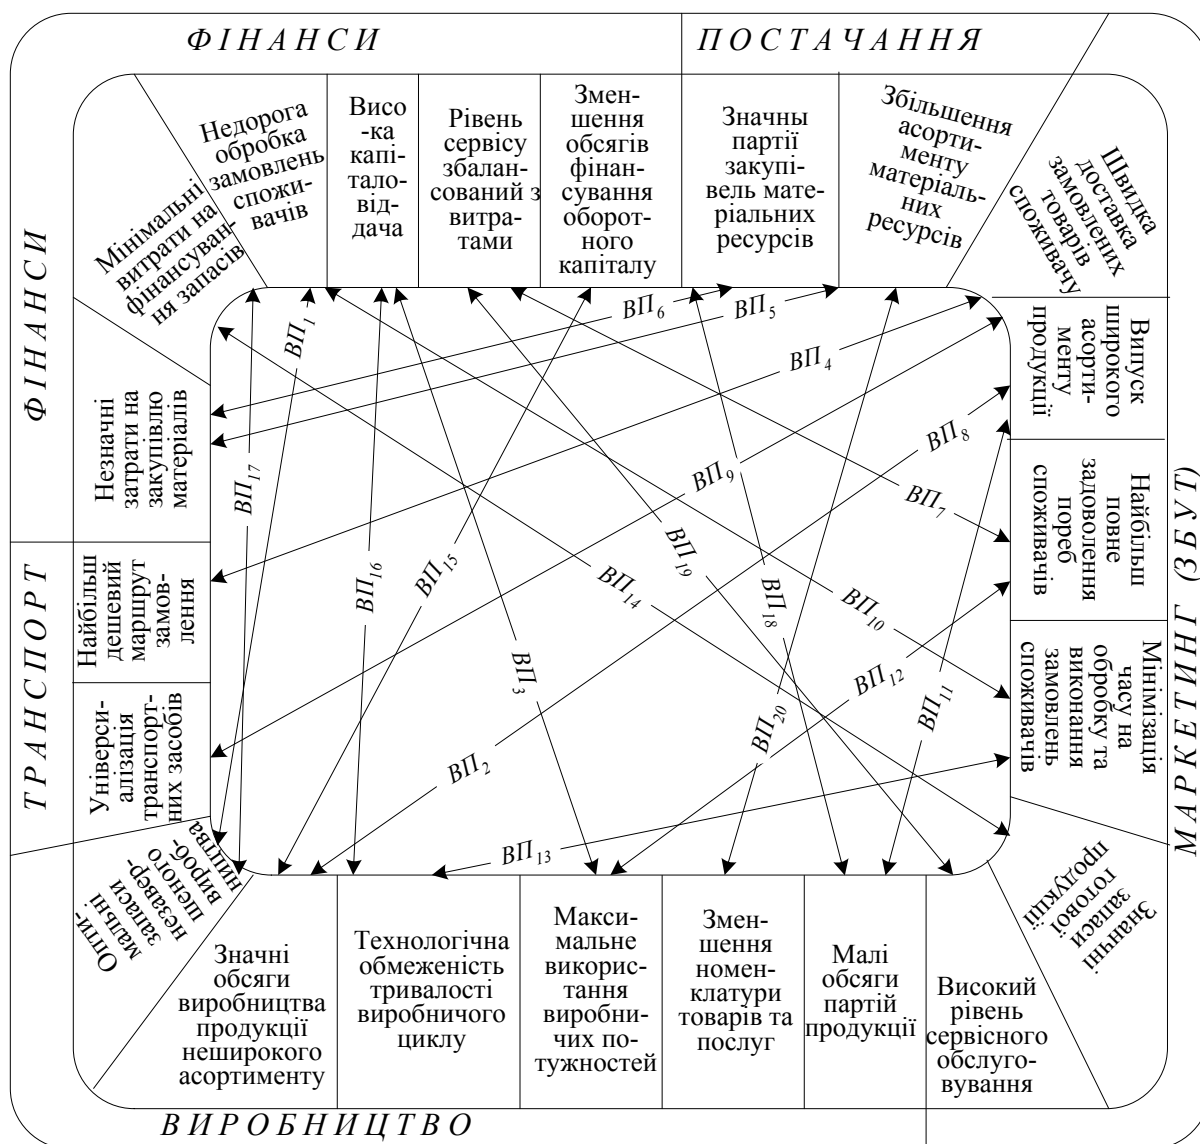 ФІНАНСИ
ПОСТАЧАННЯ
ФІНАНСИ
ТРАНСПОРТ
МАРКЕТИНГ (ЗБУТ)
ВИРОБНИЦТВО
Мінімальні
витрати на
фінансуван-
ня запасів
Недорога
обробка
замовлень
спожи-
вачів
Висо
-ка
капі-
тало-
від-
дача
Рівень
сервісу
збалан-
сований з
витра-
тами
Змен-
шення
обсягів
фінан-
сування
оборот-
ного
капіталу
Значны
партії
закупі-
вель мате-
ріальних
ресурсів
Збільшення
асорти-
менту
матеріаль-
них
ресурсів
Швидка
доставка
замовлених
товарів
споживачу
Випуск
широкого
асорти-
менту
продукції
Найбільш
повне
задоволення
пореб
споживачів
Мінімізація
часу на
обробку та
виконання
замовлень
споживачів
Знанчні
запаси
готової
продукції
Високий
рівень
сервісного
обслуго-
вування
Малі
обсяги
партій
продукції
Змен-
шення
номен-
клатури
товарів та
послуг
Макси-
мальне
викорис-
тання
виробни-
чих по-
тужностей
Технологічна
обмеженість
тривалості
виробничого
циклу
Значні
обсяги
виробництва
продукції
неширокого
асортименту
Опти-
мальні
запаси
незавер-
шеного
вироб-
ництва
Універси-
алізація
транспорт-
них засобів
Найбільш
дешевий
маршрут
замов-
лення
Незначні
затрати на
закупівлю
матеріалів
ВП1
ВП6
ВП5
ВП4
ВП8
ВП9
ВП17
ВП7
ВП15
ВП16
ВП19
ВП14
ВП18
ВП10
ВП3
ВП12
ВП11
ВП20
ВП2
ВП13